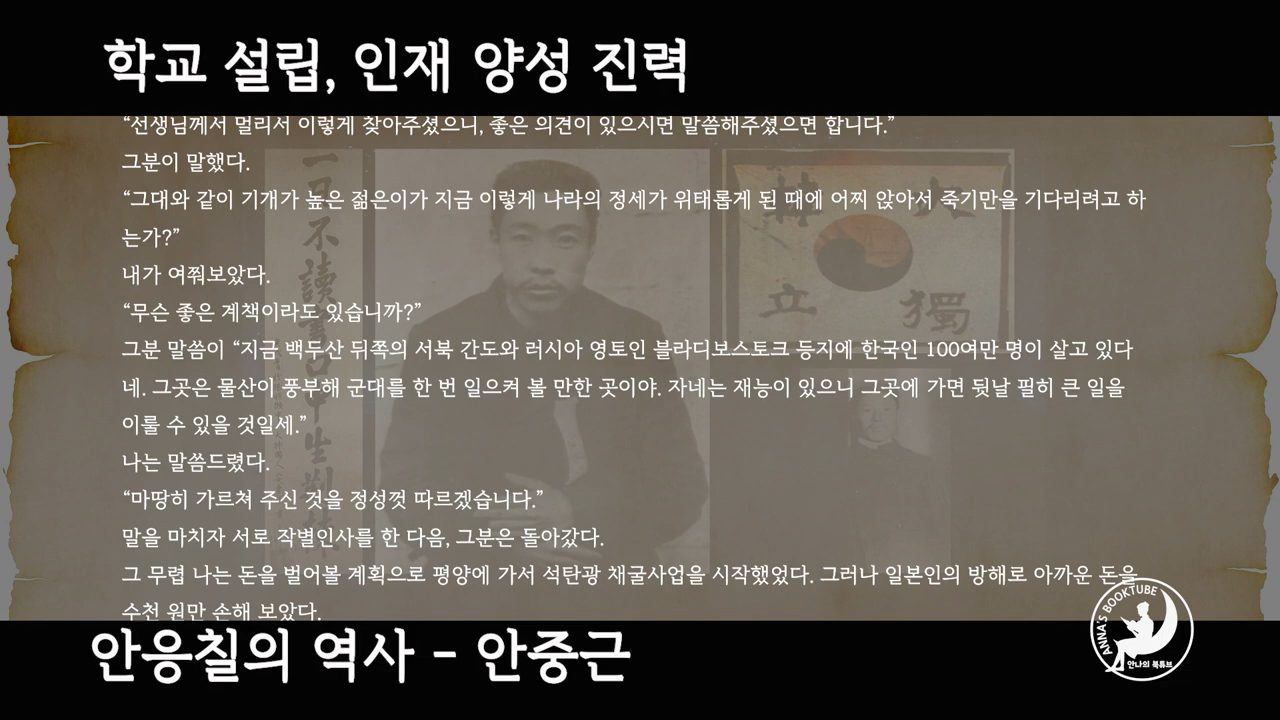 학교 설립, 인재 양성 진력
“선생님께서 멀리서 이렇게 찾아주셨으니, 좋은 의견이 있으시면 말씀해주셨으면 합니다.”
그분이 말했다.
“그대와 같이 기개가 높은 젊은이가 지금 이렇게 나라의 정세가 위태롭게 된 때에 어찌 앉아서 죽기만을 기다리려고 하
는가?”
내가 여쭤보았다.
“무슨 좋은 계책이라도 있습니까?”
그분 말씀이 “지금 백두산 뒤쪽의 서북 간도와 러시아 영토인 블라디보스토크 등지에 한국인 100여만 명이 살고 있다
네. 그곳은 물산이 풍부해 군대를 한 번 일으켜 볼 만한 곳이야. 자네는 재능이 있으니 그곳에 가면 뒷날 필히 큰 일을
이룰 수 있을 것일세.”
나는 말씀드렸다.
“마땅히 가르쳐 주신 것을 정성껏 따르겠습니다.”
말을 마치자 서로 작별인사를 한 다음, 그분은 돌아갔다.
그 무렵 나는 돈을 벌어볼 계획으로 평양에 가서 석탄광 채굴사업을 시작했었다. 그러나 일본인의 방해로 아까운 돈을
수천 원만 손해 보았다.
안응칠의 역사 - 안중근
ANNA'S BOOKTUBE
안나의 북튜브
一日不讀書口中生荊
立 獨